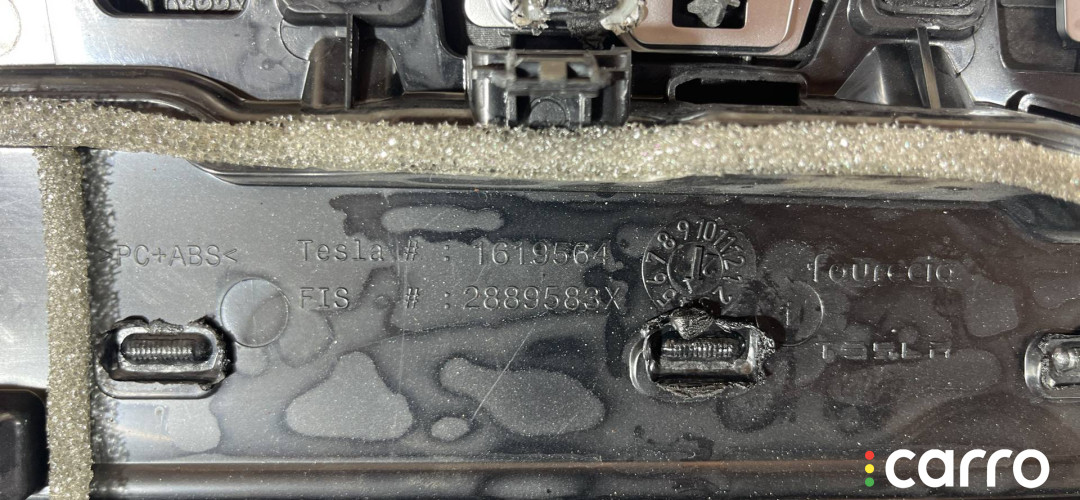 >PC+ABS<
Tesla # : 1619564
FIS # : 2889583X
faurecia
TESLA
carro